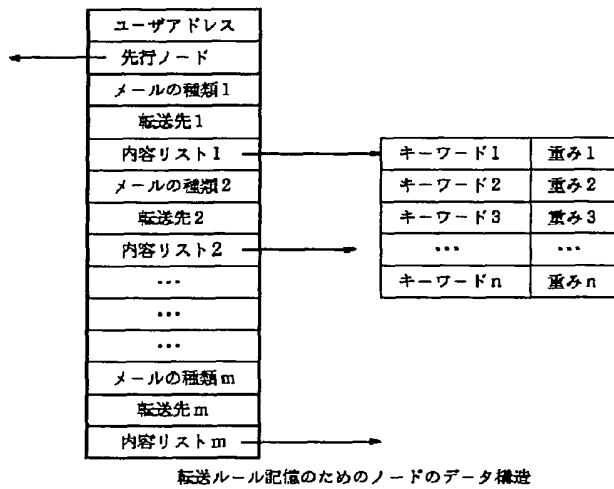 ユーザアドレス
先行ノード
メールの種類1
転送先1
内容リスト1
メールの種類2
転送先2
内容リスト2
…
…
…
メールの種類m
転送先m
内容リストm
キーワード1 重み1
キーワード2 重み2
キーワード3 重み3
… …
キーワードn 重みn
転送ルール記憶のためのノードのデータ構造